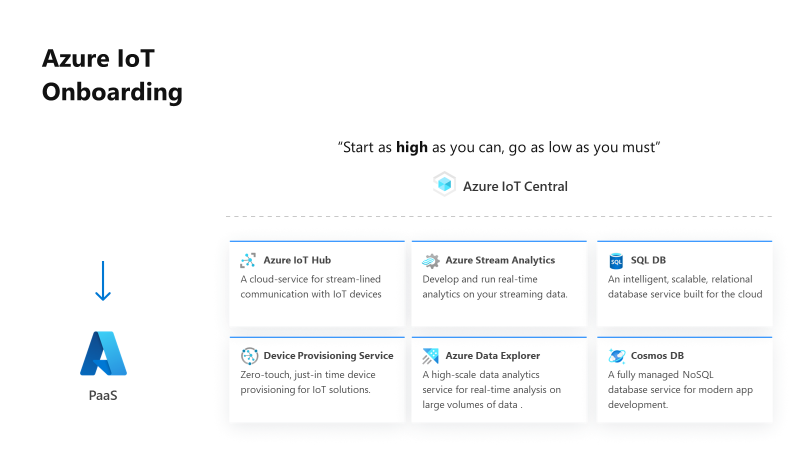 Azure IoT
Onboarding
“Start as high as you can, go as low as you must”
Azure IoT Central
Azure IoT Hub
A cloud-service for stream-lined
communication with IoT devices
Azure Stream Analytics
Develop and run real-time
analytics on your streaming data.
SQL
SQL DB
An intelligent, scalable, relational
database service built for the cloud
Device Provisioning Service
Zero-touch, just-in time device
provisioning for IoT solutions.
Azure Data Explorer
A high-scale data analytics
service for real-time analysis on
large volumes of data .
Cosmos DB
A fully managed NoSQL
database service for modern app
development.
PaaS